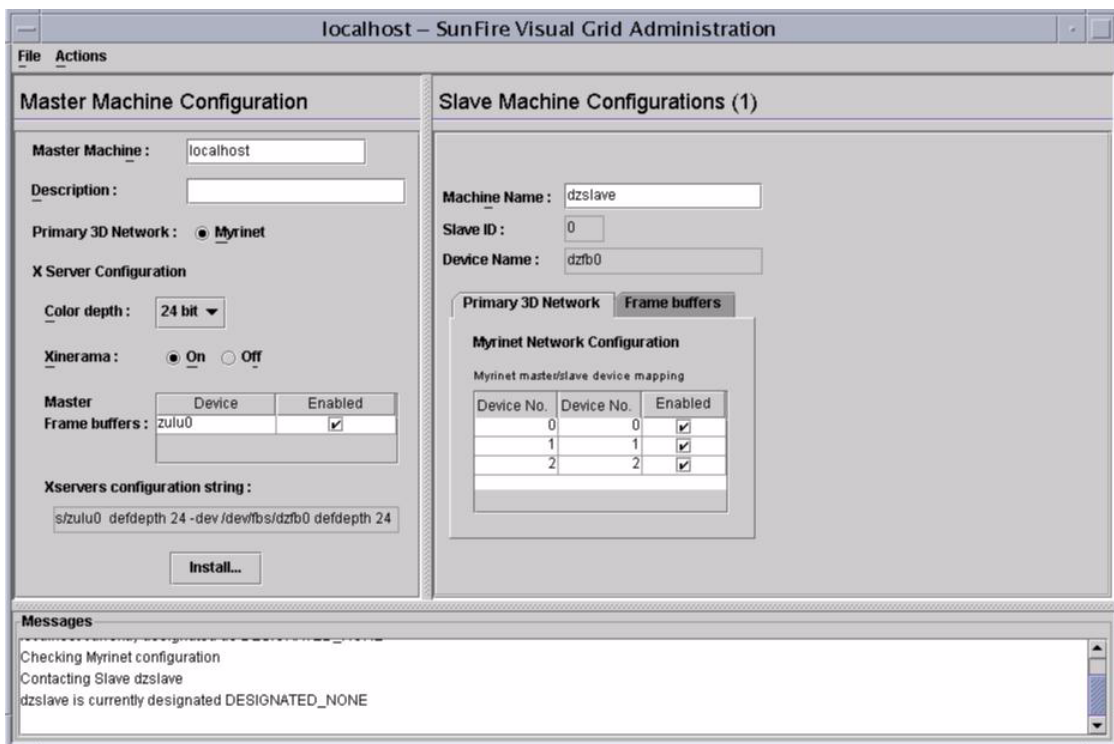 localhost – SunFire Visual Grid Administration
File Actions
Master Machine Configuration
Master Machine : localhost
Description :
Primary 3D Network : Myrinet
X Server Configuration
Color depth : 24 bit
Xinerama : On Off
Master
Frame buffers :
Device Enabled
zulu0
Xservers configuration string :
s/zulu0 defdepth 24 -dev /dev/fbs/dzfb0 defdepth 24
Install...
Slave Machine Configurations (1)
Machine Name : dzslave
Slave ID : 0
Device Name : dzfb0
Primary 3D Network Frame buffers
Myrinet Network Configuration
Myrinet master/slave device mapping
Device No. Device No. Enabled
0 0
1 1
2 2
Messages
Checking Myrinet configuration
Contacting Slave dzslave
dzslave is currently designated DESIGNATED_NONE